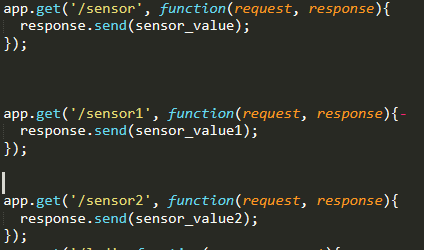 app.get('/sensor', function(request, response){
  response.send(sensor_value);
});
app.get('/sensor1', function(request, response){-
  response.send(sensor_value1);
});
app.get('/sensor2', function(request, response){
  response.send(sensor_value2);
});